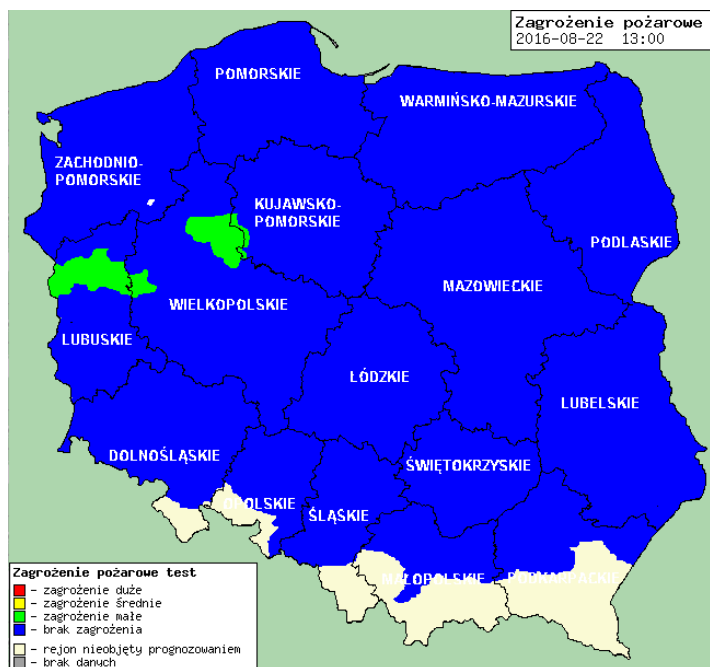 Zagrożenie pożarowe
2016-08-22 13:00
POMORSKIE
WARMIŃSKO-MAZURSKIE
ZACHODNIO-
POMORSKIE
KUJAWSKO-
POMORSKIE
PODLASKIE
MAZOWIECKIE
WIELKOPOLSKIE
LUBUSKIE
ŁÓDZKIE
LUBELSKIE
DOLNOŚLĄSKIE
ŚWIĘTOKRZYSKIE
OPOLSKIE
ŚLĄSKIE
MAŁOPOLSKIE
PODKARPACKIE
Zagrożenie pożarowe test
- zagrożenie duże
- zagrożenie średnie
- zagrożenie małe
- brak zagrożenia
- rejon nieobjęty prognozowaniem
- brak danych